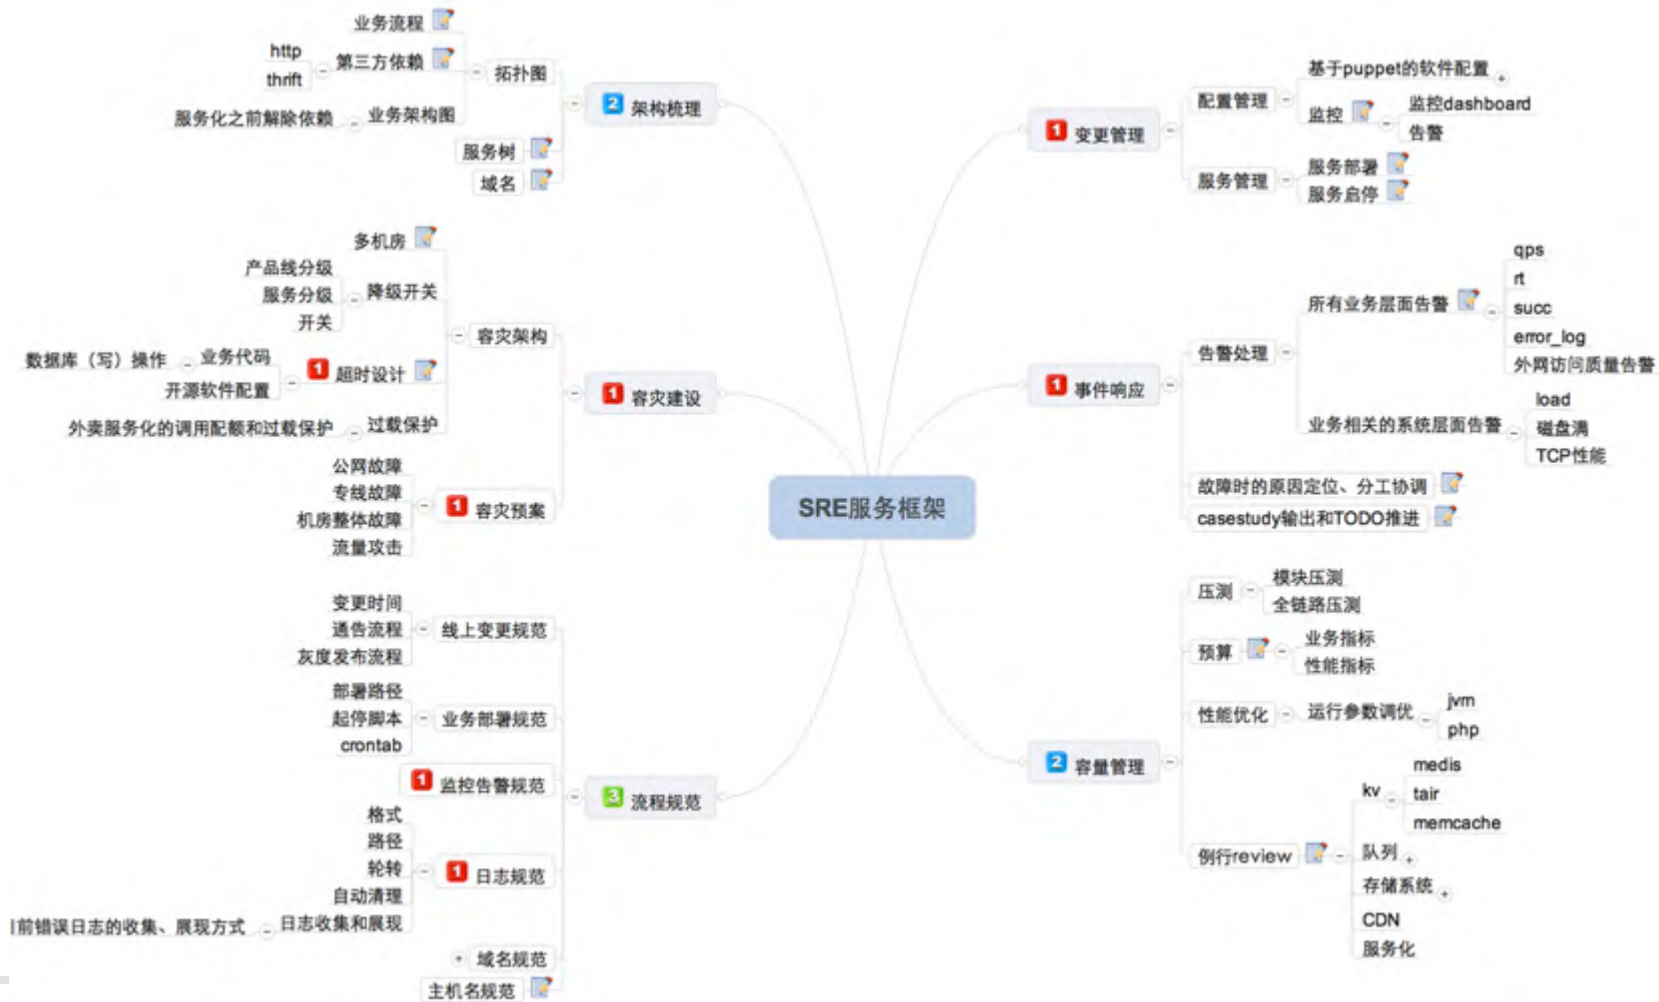 SRE服务框架
2 架构梳理
拓扑图
业务流程
第三方依赖
http
thrift
业务架构图
服务化之前解除依赖
服务树
域名
1 容灾建设
容灾架构
多机房
降级开关
产品线分级
服务分级
开关
1 超时设计
业务代码
数据库（写）操作
开源软件配置
过载保护
外卖服务化的调用配额和过载保护
1 容灾预案
公网故障
专线故障
机房整体故障
流量攻击
3 流程规范
线上变更规范
变更时间
通告流程
灰度发布流程
业务部署规范
部署路径
起停脚本
crontab
1 监控告警规范
1 日志规范
格式
路径
轮转
自动清理
日志收集和展现
前错误日志的收集、展现方式
域名规范
主机名规范
1 变更管理
配置管理
基于puppet的软件配置
监控
监控dashboard
告警
服务管理
服务部署
服务启停
1 事件响应
告警处理
所有业务层面告警
qps
rt
succ
error_log
外网访问质量告警
业务相关的系统层面告警
load
磁盘满
TCP性能
故障时的原因定位、分工协调
casestudy输出和TODO推进
2 容量管理
压测
模块压测
全链路压测
预算
业务指标
性能指标
性能优化
运行参数调优
jvm
php
例行review
kv
medis
tair
memcache
队列
存储系统
CDN
服务化